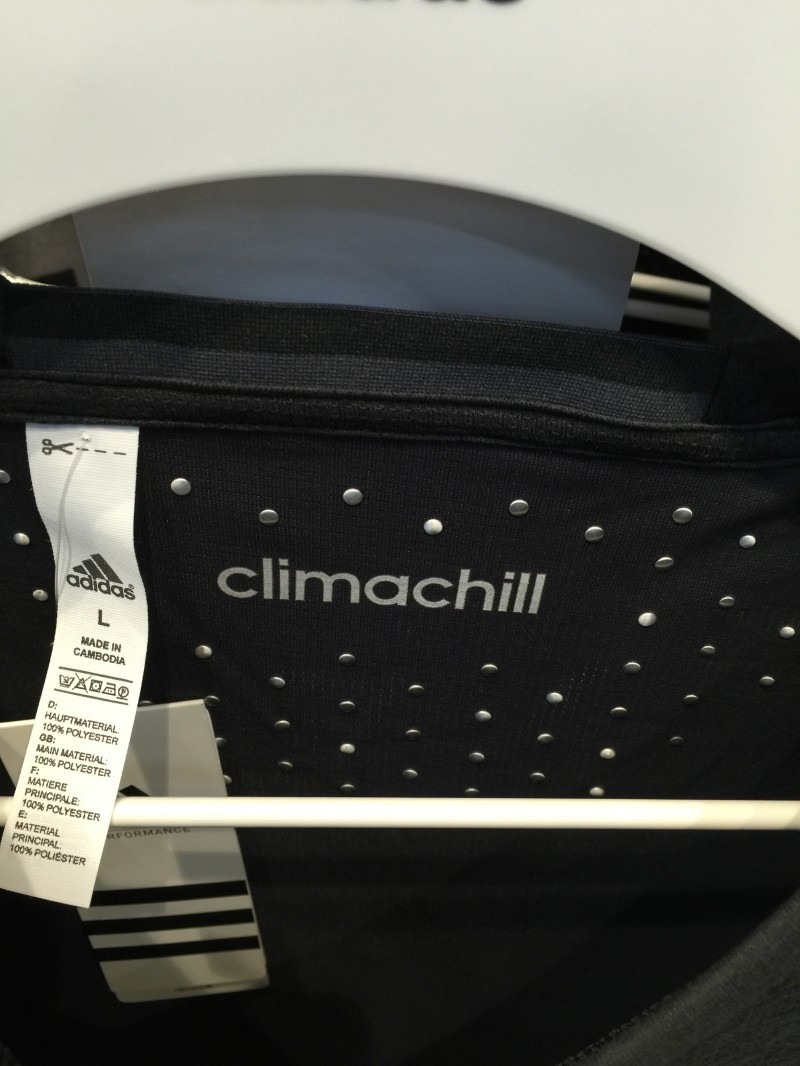 climachill
adidas
L
MADE IN
CAMBODIA
D:
HAUPTMATERIAL:
100% POLYESTER
GB:
MAIN MATERIAL:
100% POLYESTER
F:
MATIERE
PRINCIPALE:
100% POLYESTER
E:
MATERIAL
PRINCIPAL:
100% POLIÉSTER